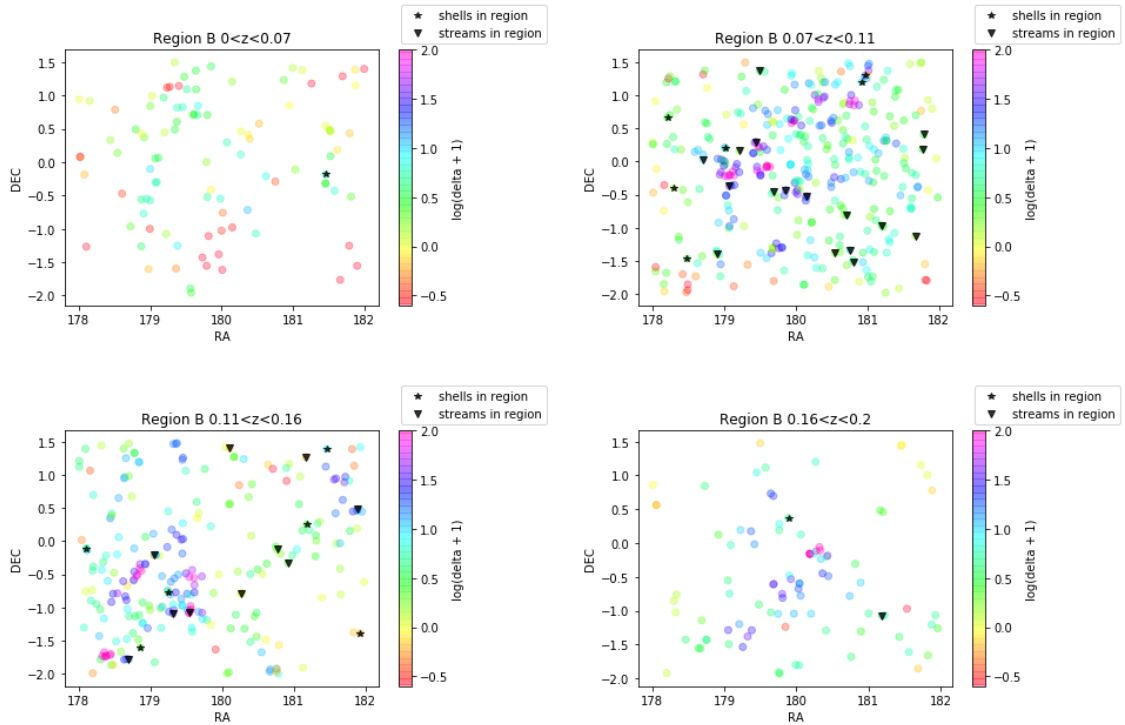 ★ shells in region
▼ streams in region
Region B 0<z<0.07
1.5
1.0
0.5
0.0
−0.5
−1.0
−1.5
−2.0
DEC
178 179 180 181 182
RA
2.0
1.5
1.0
0.5
0.0
−0.5
log(delta + 1)
★ shells in region
▼ streams in region
Region B 0.07<z<0.11
1.5
1.0
0.5
0.0
−0.5
−1.0
−1.5
−2.0
DEC
178 179 180 181 182
RA
2.0
1.5
1.0
0.5
0.0
−0.5
log(delta + 1)
★ shells in region
▼ streams in region
Region B 0.11<z<0.16
1.5
1.0
0.5
0.0
−0.5
−1.0
−1.5
−2.0
DEC
178 179 180 181 182
RA
2.0
1.5
1.0
0.5
0.0
−0.5
log(delta + 1)
★ shells in region
▼ streams in region
Region B 0.16<z<0.2
1.5
1.0
0.5
0.0
−0.5
−1.0
−1.5
−2.0
DEC
178 179 180 181 182
RA
2.0
1.5
1.0
0.5
0.0
−0.5
log(delta + 1)